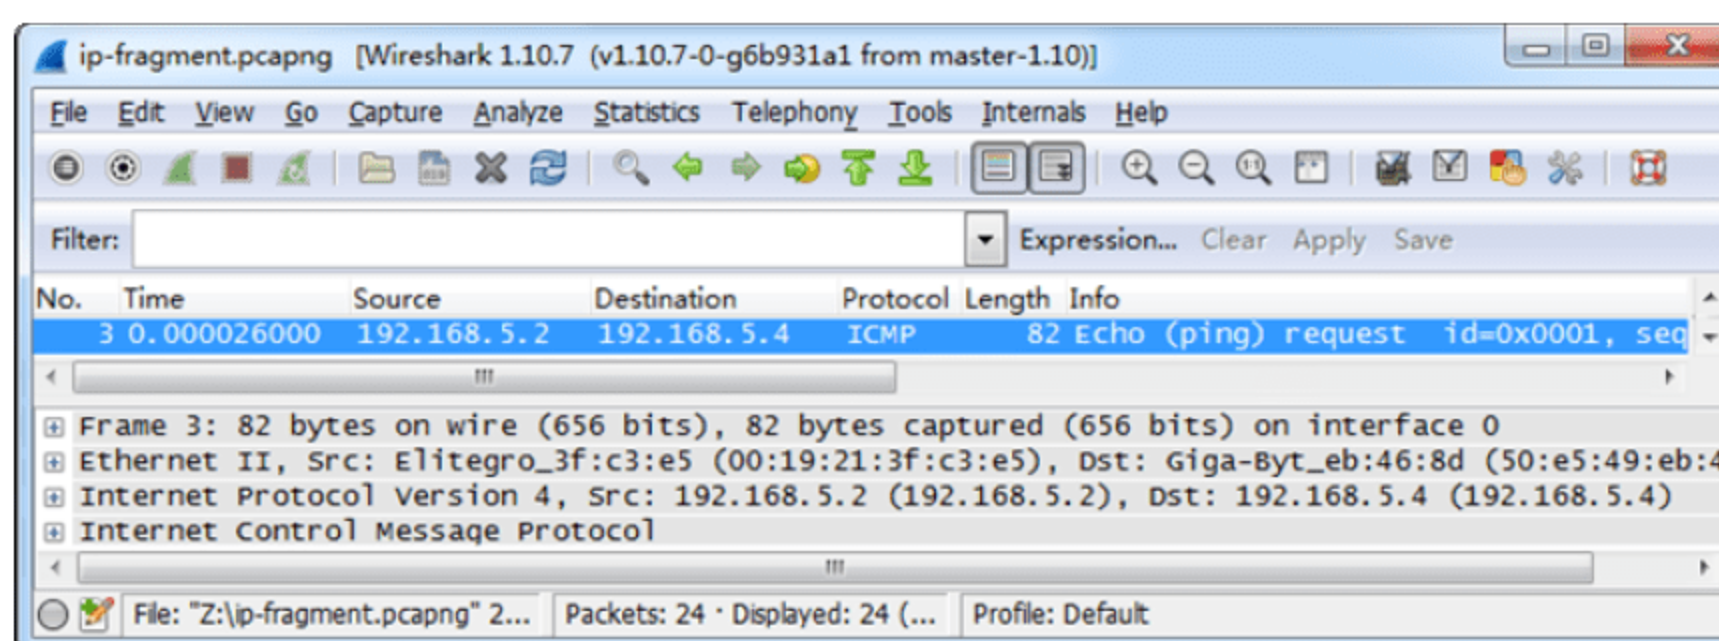 ip-fragment.pcapng [Wireshark 1.10.7 (v1.10.7-0-g6b931a1 from master-1.10)]
File Edit View Go Capture Analyze Statistics Telephony Tools Internals Help
Filter: Expression... Clear Apply Save
No. Time Source Destination Protocol Length Info
3 0.000026000 192.168.5.2 192.168.5.4 ICMP 82 Echo (ping) request id=0x0001, seq
Frame 3: 82 bytes on wire (656 bits), 82 bytes captured (656 bits) on interface 0
Ethernet II, Src: Elitegro_3f:c3:e5 (00:19:21:3f:c3:e5), Dst: Giga-Byt_eb:46:8d (50:e5:49:eb:4
Internet Protocol Version 4, Src: 192.168.5.2 (192.168.5.2), Dst: 192.168.5.4 (192.168.5.4)
Internet Control Message Protocol
File: "Z:\ip-fragment.pcapng" 2... Packets: 24 · Displayed: 24 (... Profile: Default